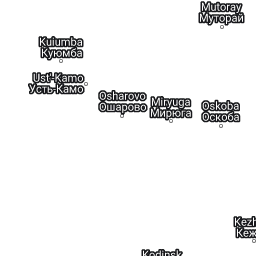 Mutoray
Муторай
Kuiumba
Куюмба
Ust'-Kamo
Усть-Камо
Osharovo
Ошарово
Miryuga
Мирюга
Oskoba
Оскоба